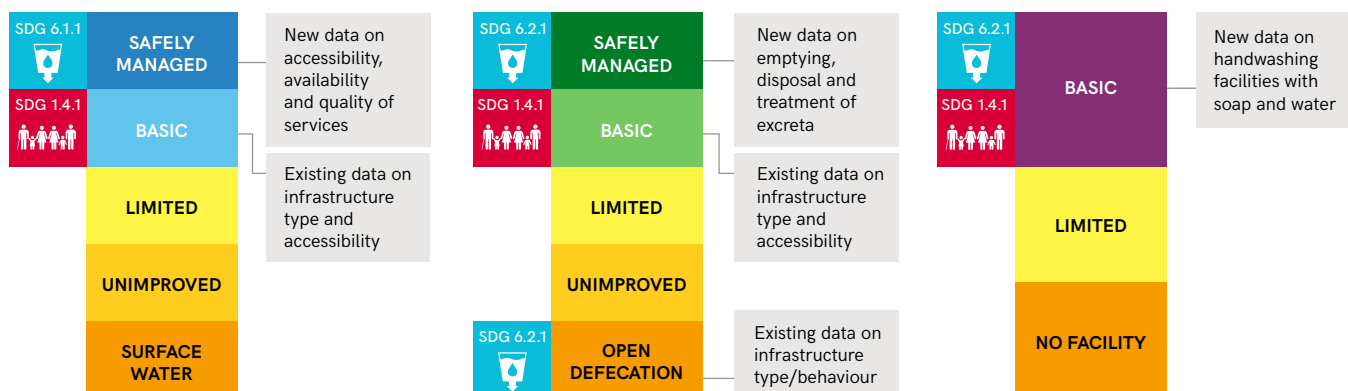 SDG 6.1.1
SAFELY
MANAGED
New data on
accessibility,
availability
and quality of
services
SDG 1.4.1
BASIC
Existing data on
infrastructure
type and
accessibility
LIMITED
UNIMPROVED
SURFACE
WATER
SDG 6.2.1
SAFELY
MANAGED
New data on
emptying,
disposal and
treatment of
excreta
SDG 1.4.1
BASIC
Existing data on
infrastructure
type and
accessibility
LIMITED
UNIMPROVED
SDG 6.2.1
OPEN
DEFECATION
Existing data on
infrastructure
type/behaviour
SDG 6.2.1
SDG 1.4.1
BASIC
New data on
handwashing
facilities with
soap and water
LIMITED
NO FACILITY